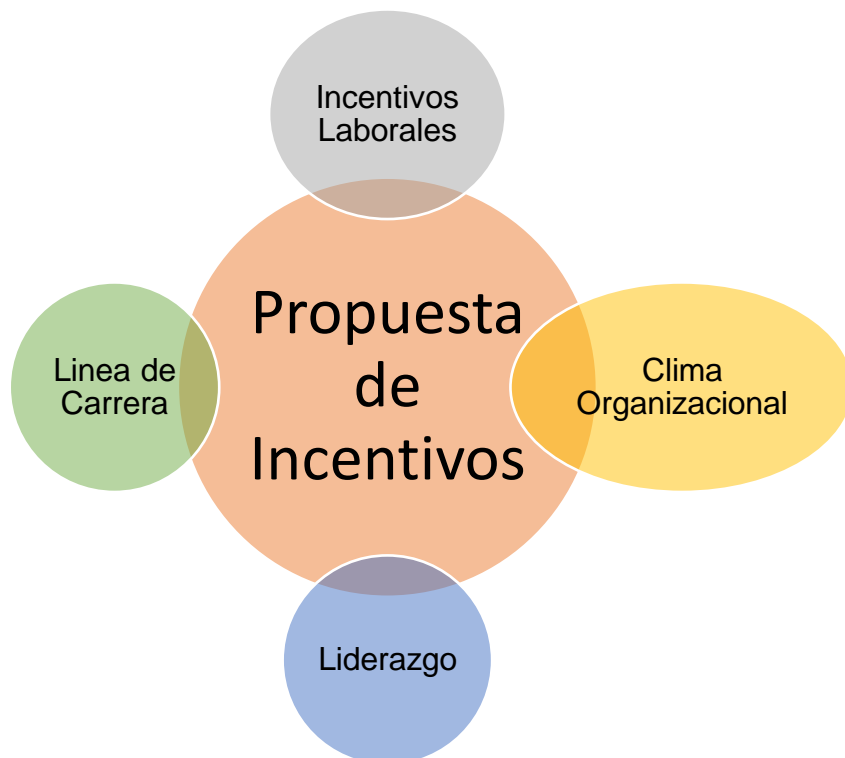 Incentivos
Laborales
Propuesta
de
Incentivos
Linea de
Carrera
Clima
Organizacional
Liderazgo